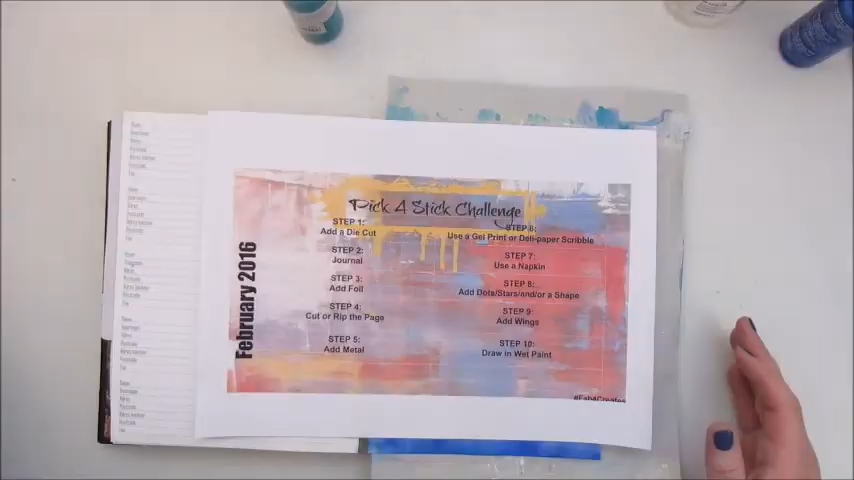 Pick A Stick Challenge
February 2016
STEP 1:
Add a Die Cut
STEP 2:
Journal
STEP 3:
Add Foil
STEP 4:
Cut or Rip the Page
STEP 5:
Add Metal
STEP 6:
Use a Gel Print or Deli-paper Scribble
STEP 7:
Use a Napkin
STEP 8:
Add Dots/Stars/and/or a Shape
STEP 9:
Add Wings
STEP 10:
Draw in Wet Paint
#Fab4Creates